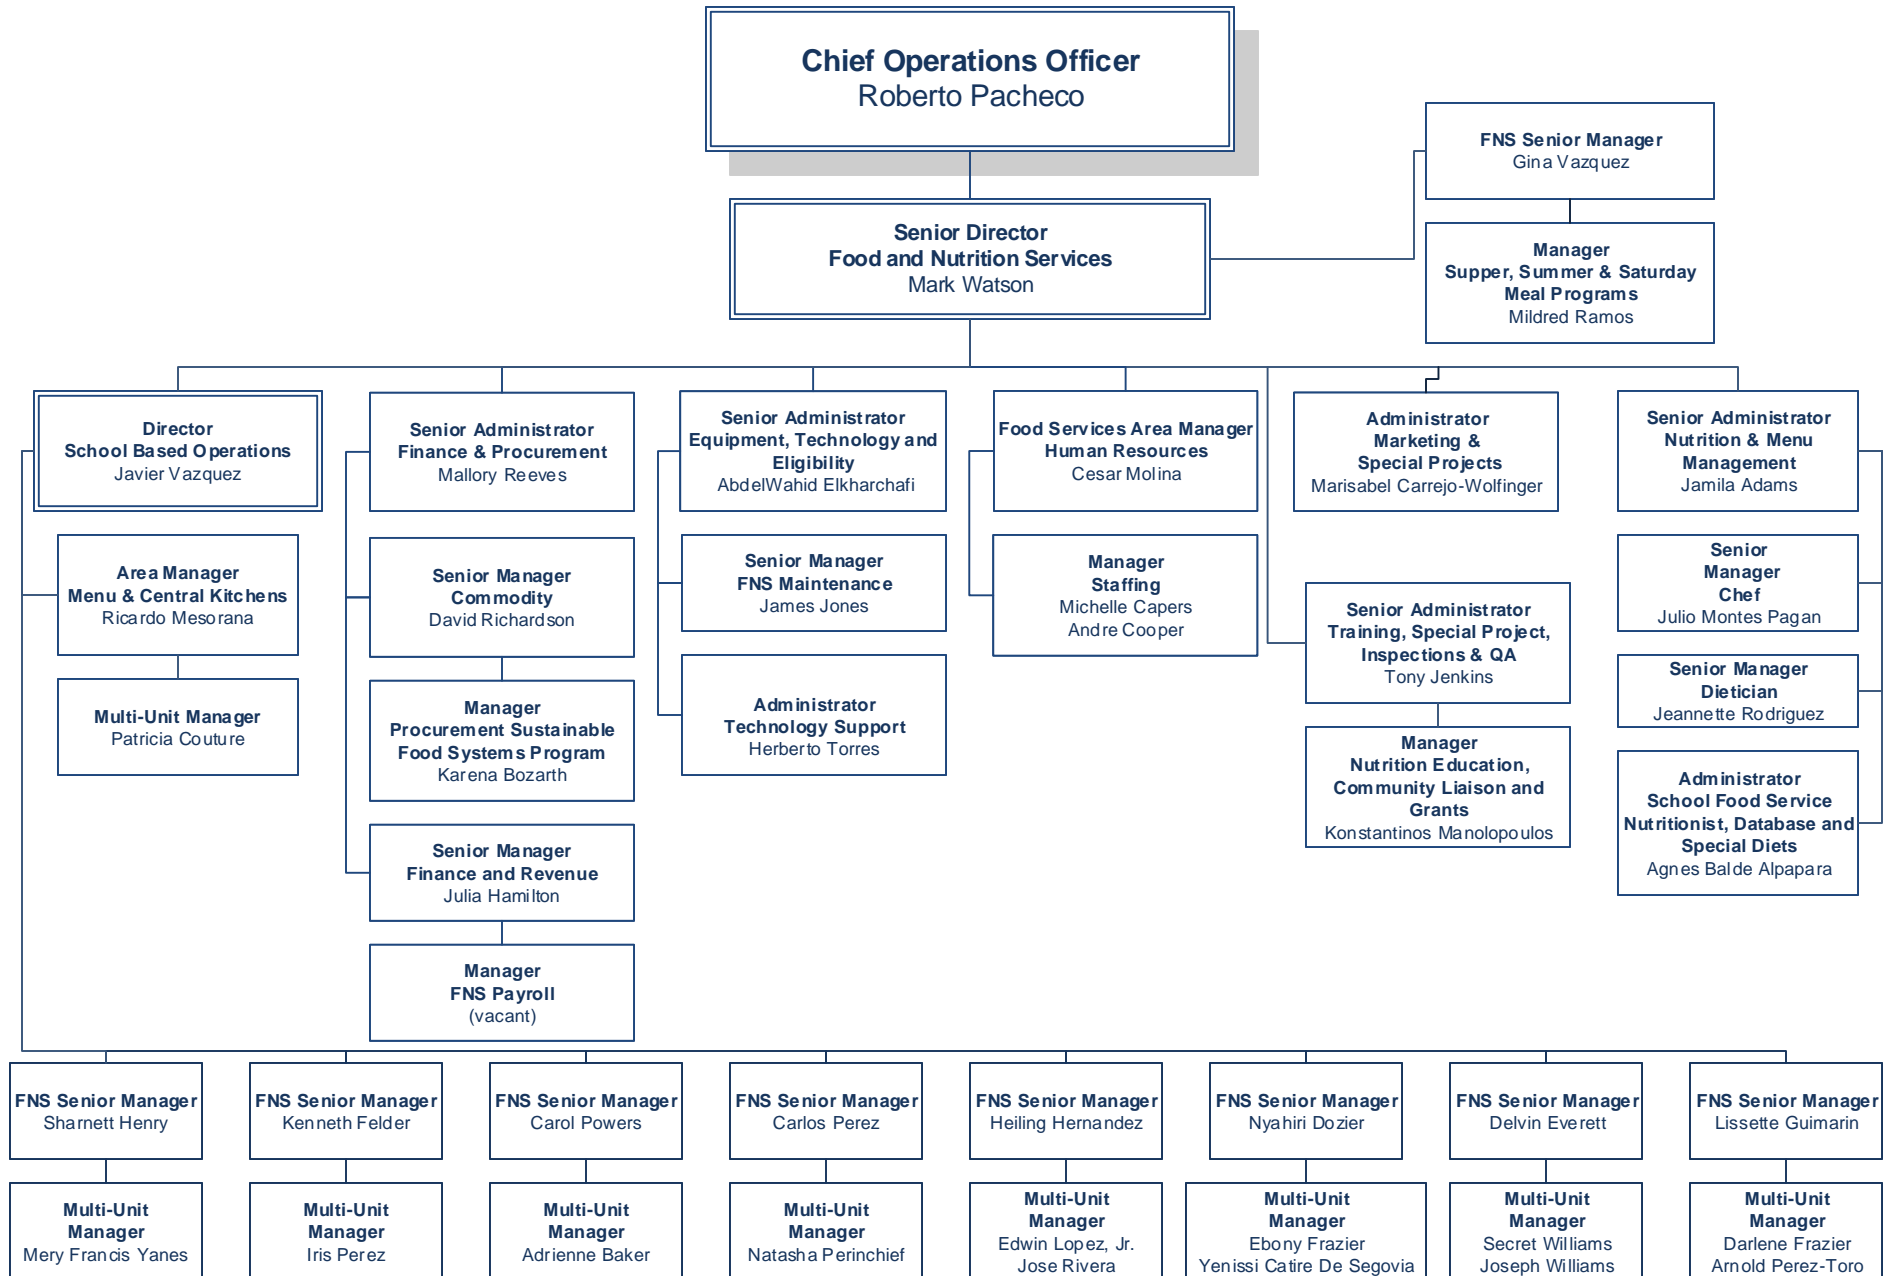 Chief Operations Officer
Roberto Pacheco
FNS Senior Manager
Gina Vazquez
Senior Director
Food and Nutrition Services
Mark Watson
Manager
Supper, Summer & Saturday
Meal Programs
Mildred Ramos
Director
School Based Operations
Javier Vazquez
Senior Administrator
Finance & Procurement
Mallory Reeves
Senior Administrator
Equipment, Technology and
Eligibility
AbdelWahid Elkharchafi
Food Services Area Manager
Human Resources
Cesar Molina
Administrator
Marketing &
Special Projects
Marisabel Carrejo-Wolfinger
Senior Administrator
Nutrition & Menu
Management
Jamila Adams
Area Manager
Menu & Central Kitchens
Ricardo Mesorana
Senior Manager
Commodity
David Richardson
Senior Manager
FNS Maintenance
James Jones
Manager
Staffing
Michelle Capers
Andre Cooper
Senior Administrator
Training, Special Project,
Inspections & QA
Tony Jenkins
Senior
Manager
Chef
Julio Montes Pagan
Multi-Unit Manager
Patricia Couture
Manager
Procurement Sustainable
Food Systems Program
Karena Bozarth
Administrator
Technology Support
Herberto Torres
Manager
Nutrition Education,
Community Liaison and
Grants
Konstantinos Manolopoulos
Senior Manager
Dietician
Jeannette Rodriguez
Administrator
School Food Service
Nutritionist, Database and
Special Diets
Agnes Balde Alpapara
Senior Manager
Finance and Revenue
Julia Hamilton
Manager
FNS Payroll
(vacant)
FNS Senior Manager
Sharnett Henry
FNS Senior Manager
Kenneth Felder
FNS Senior Manager
Carol Powers
FNS Senior Manager
Carlos Perez
FNS Senior Manager
Heiling Hernandez
FNS Senior Manager
Nyahiri Dozier
FNS Senior Manager
Delvin Everett
FNS Senior Manager
Lissette Guimarin
Multi-Unit
Manager
Mery Francis Yanes
Multi-Unit
Manager
Iris Perez
Multi-Unit
Manager
Adrienne Baker
Multi-Unit
Manager
Natasha Perinchief
Multi-Unit
Manager
Edwin Lopez, Jr.
Jose Rivera
Multi-Unit
Manager
Ebony Frazier
Yenissi Catire De Segovia
Multi-Unit
Manager
Secret Williams
Joseph Williams
Multi-Unit
Manager
Darlene Frazier
Arnold Perez-Toro